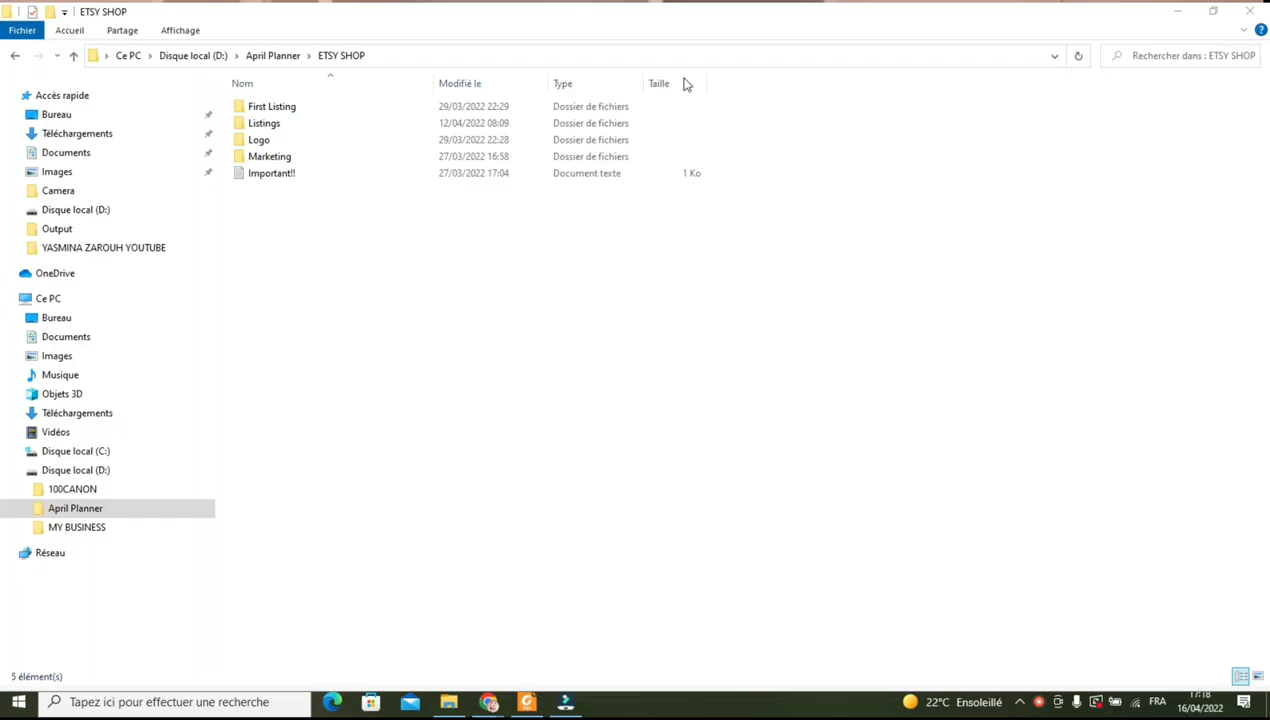 ETSY SHOP
Fichier
Accueil
Partage
Affichage
Ce PC
Disque local (D:)
April Planner
ETSY SHOP
Rechercher dans : ETSY SHOP
Nom
Modifié le
Type
Taille
First Listing 29/03/2022 22:29 Dossier de fichiers
Listings 12/04/2022 08:09 Dossier de fichiers
Logo 29/03/2022 22:28 Dossier de fichiers
Marketing 27/03/2022 16:58 Dossier de fichiers
Important!! 27/03/2022 17:04 Document texte 1 Ko
Accès rapide
Bureau
Téléchargements
Documents
Images
Camera
Disque local (D:)
Output
YASMINA ZAROUH YOUTUBE
OneDrive
Ce PC
Bureau
Documents
Images
Musique
Objets 3D
Téléchargements
Vidéos
Disque local (C:)
Disque local (D:)
100CANON
April Planner
MY BUSINESS
Réseau
5 élément(s)
Tapez ici pour effectuer une recherche
22°C Ensoleillé
FRA
17:18
16/04/2022